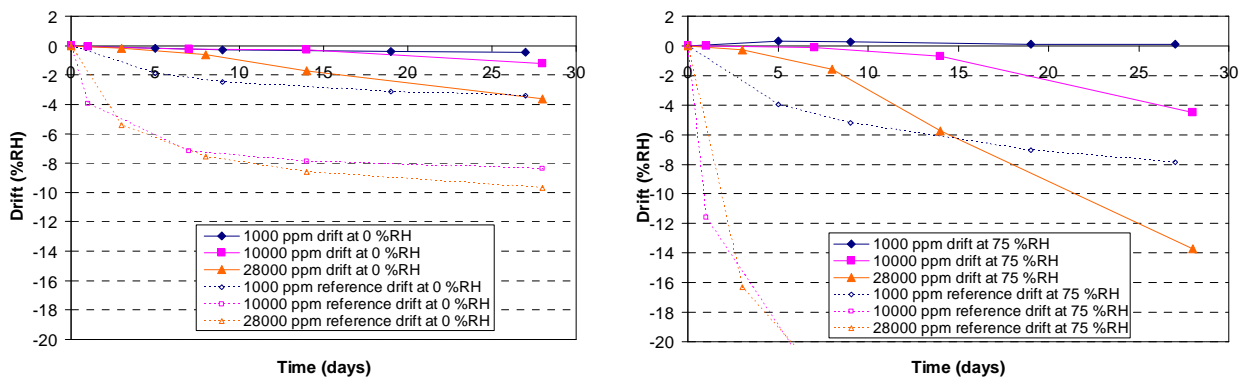 2
0
-2
-4
-6
-8
-10
-12
-14
-16
-18
-20
0 5 10 15 20 25 30
Drift (%RH)
Time (days)
1000 ppm drift at 0 %RH
10000 ppm drift at 0 %RH
28000 ppm drift at 0 %RH
1000 ppm reference drift at 0 %RH
10000 ppm reference drift at 0 %RH
28000 ppm reference drift at 0 %RH
2
0
-2
-4
-6
-8
-10
-12
-14
-16
-18
-20
0 5 10 15 20 25 30
Drift (%RH)
Time (days)
1000 ppm drift at 75 %RH
10000 ppm drift at 75 %RH
28000 ppm drift at 75 %RH
1000 ppm reference drift at 75 %RH
10000 ppm reference drift at 75 %RH
28000 ppm reference drift at 75 %RH